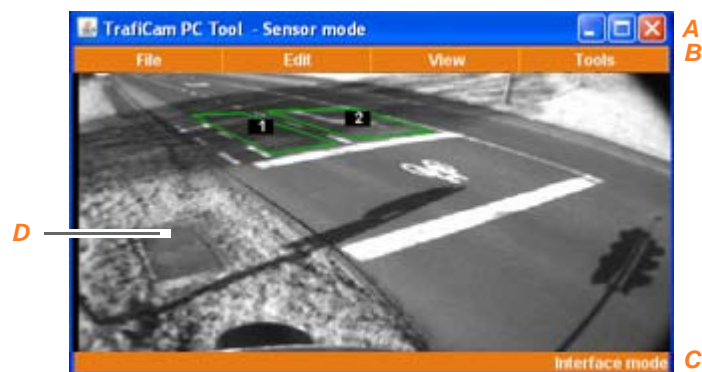 TrafiCam PC Tool - Sensor mode
A
File Edit View Tools
B
1 2
D
Interface mode
C